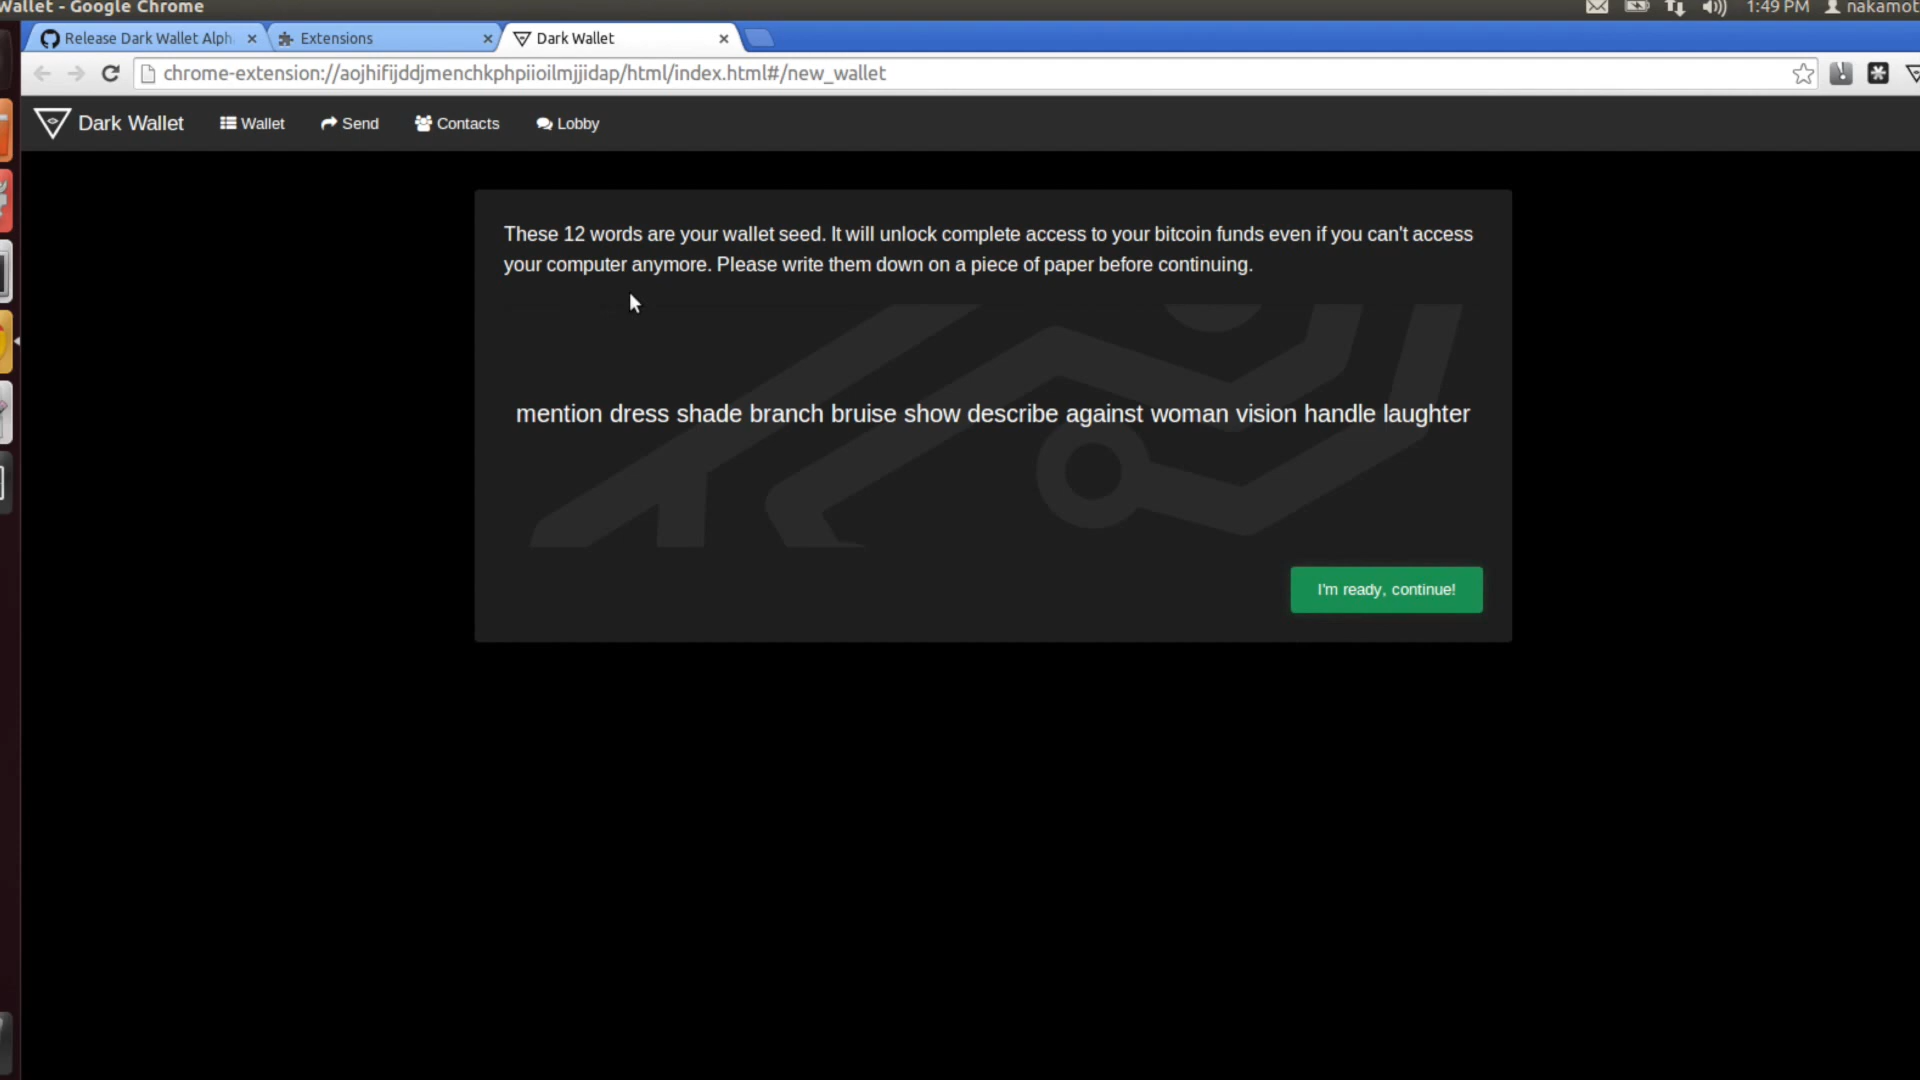 Wallet - Google Chrome
1:49 PM nakamot
Release Dark Wallet Alph
Extensions
Dark Wallet
chrome-extension://aojhifijddjmenchkphpiioilmjjidap/html/index.html#/new_wallet
Dark Wallet
Wallet
Send
Contacts
Lobby
These 12 words are your wallet seed. It will unlock complete access to your bitcoin funds even if you can't access
your computer anymore. Please write them down on a piece of paper before continuing.
mention dress shade branch bruise show describe against woman vision handle laughter
I'm ready, continue!